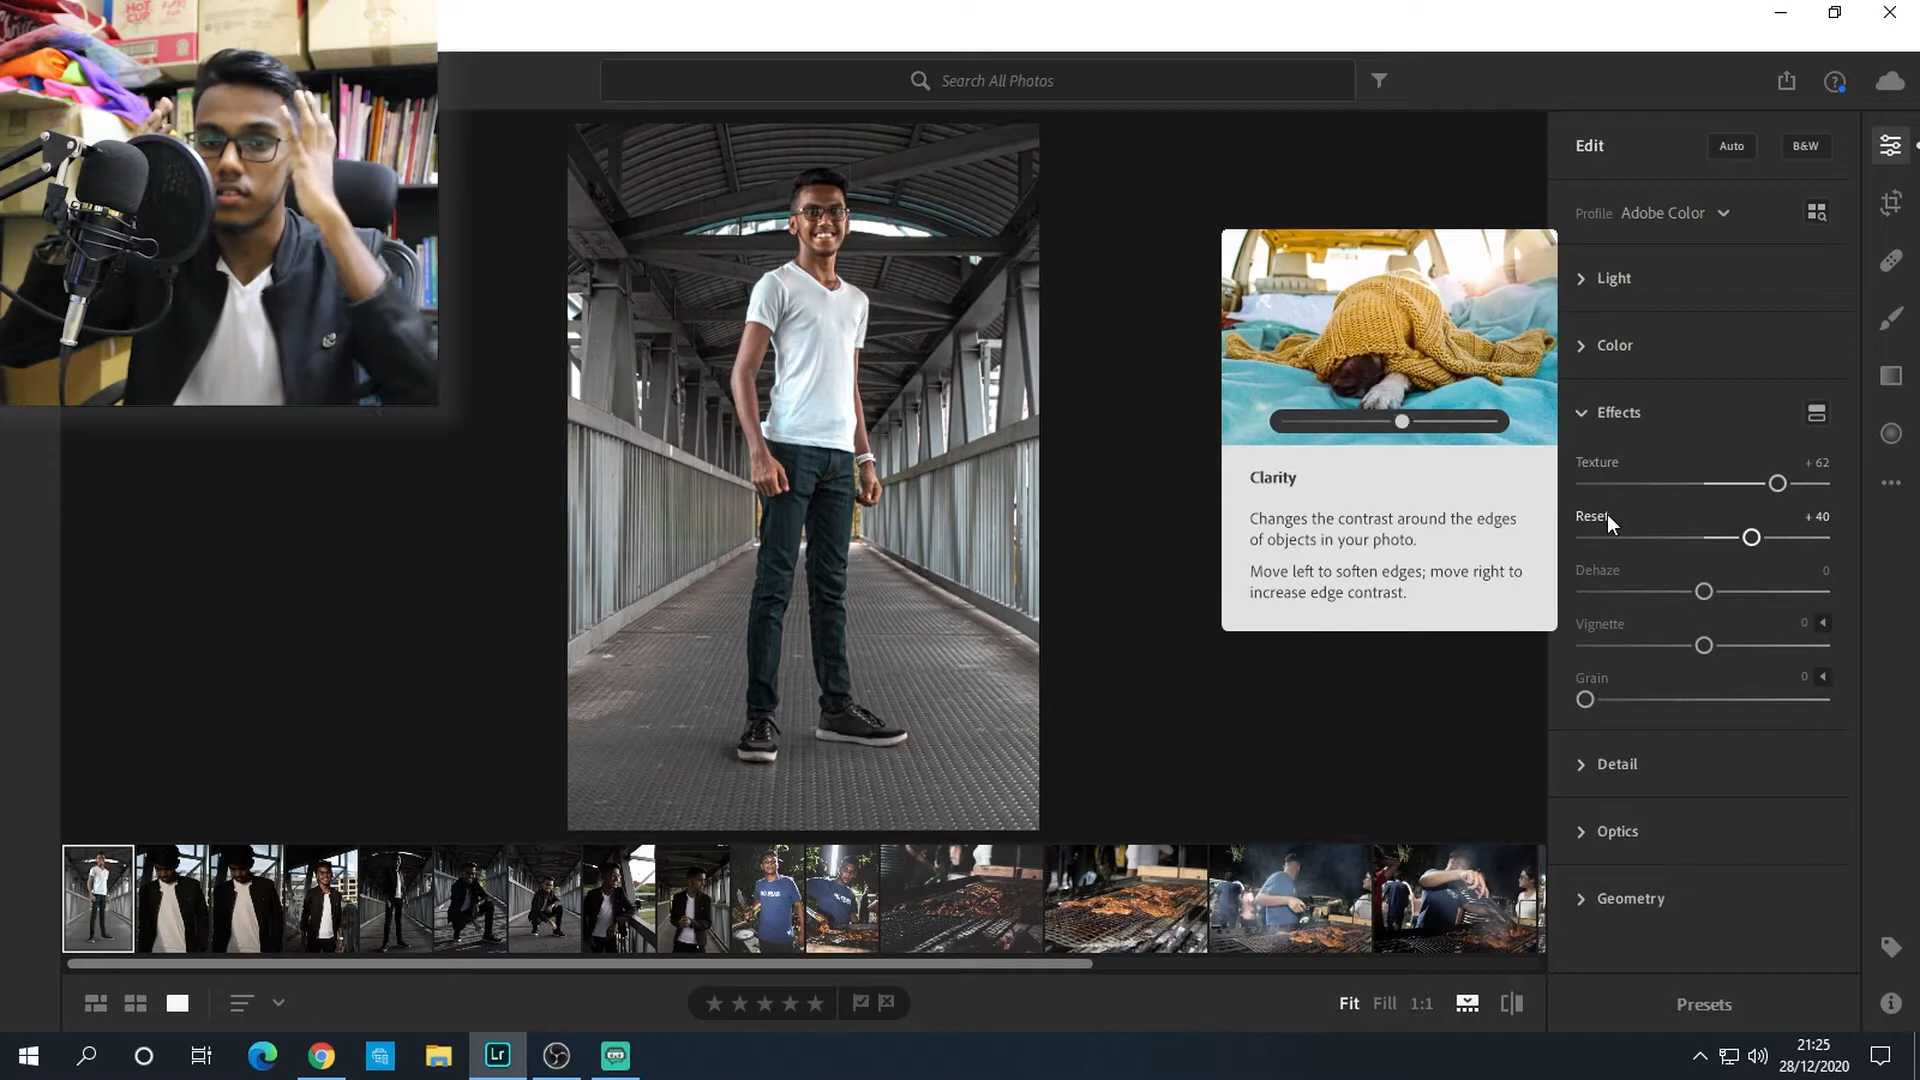 HOT
CUP
Search All Photos
Edit
Auto
B&W
Profile Adobe Color
Light
Color
Effects
Texture + 62
Reset + 40
Dehaze 0
Vignette 0
Grain 0
Clarity
Changes the contrast around the edges
of objects in your photo.
Move left to soften edges; move right to
increase edge contrast.
Detail
Optics
Geometry
Fit Fill 1:1
Presets
Lr
21:25
28/12/2020